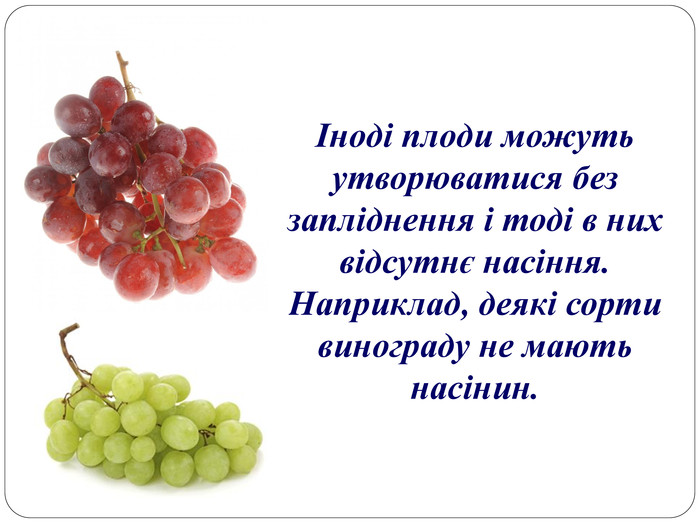 Іноді плоди можуть
утворюватися без
запліднення і тоді в них
відсутнє насіння.
Наприклад, деякі сорти
винограду не мають
насінин.